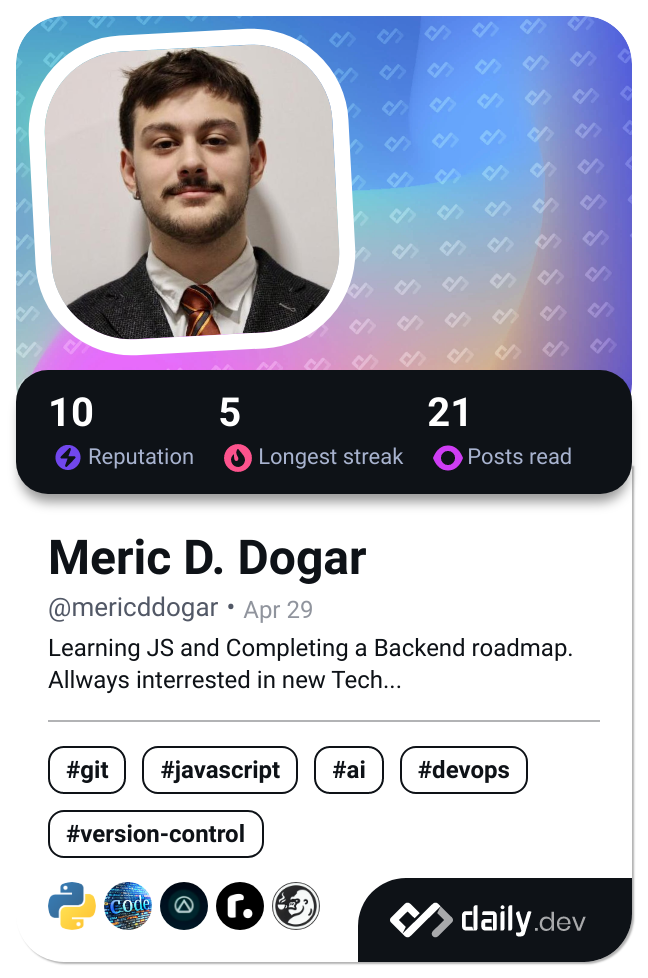 10 5 21
Reputation Longest streak Posts read
Meric D. Dogar
@mericddogar • Apr 29
Learning JS and Completing a Backend roadmap.
Allways interrested in new Tech...
#git #javascript #ai #devops
#version-control
code r.
daily.dev